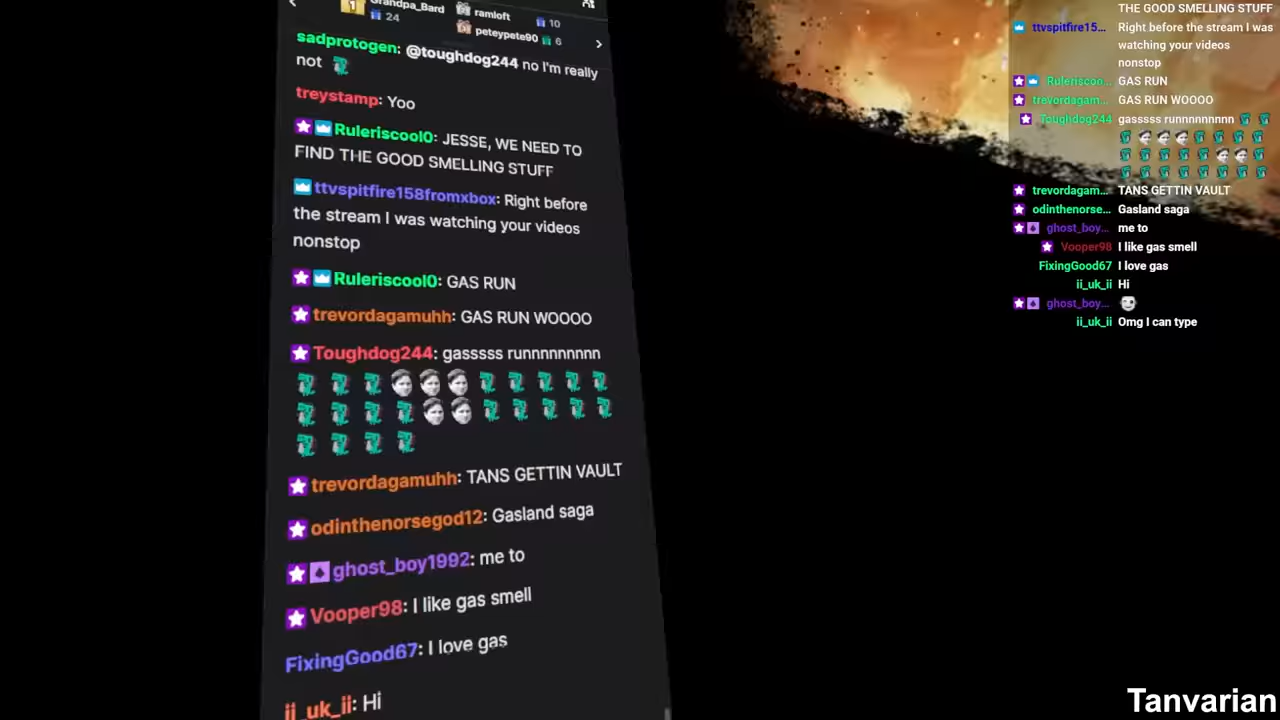 1
Grandpa_Bard
24
ramloft
10
peteypete90
6
sadprotogen: @toughdog244 no I'm really
not
treystamp: Yoo
Ruleriscool0: JESSE, WE NEED TO
FIND THE GOOD SMELLING STUFF
ttvspitfire158fromxbox: Right before
the stream I was watching your videos
nonstop
Ruleriscool0: GAS RUN
trevordagamuhh: GAS RUN WOOOO
Toughdog244: gasssss runnnnnnnnn
trevordagamuhh: TANS GETTIN VAULT
odinthenorsegod12: Gasland saga
ghost_boy1992: me to
Vooper98: I like gas smell
FixingGood67: I love gas
ii_uk_ii: Hi
THE GOOD SMELLING STUFF
ttvspitfire15... Right before the stream I was
watching your videos
nonstop
Ruleriscoo... GAS RUN
trevordagam... GAS RUN WOOOO
Toughdog244 gasssss runnnnnnnnn
trevordagam... TANS GETTIN VAULT
odinthenorse... Gasland saga
ghost_boy... me to
Vooper98 I like gas smell
FixingGood67 I love gas
ii_uk_ii Hi
ghost_boy...
ii_uk_ii Omg I can type
Tanvarian